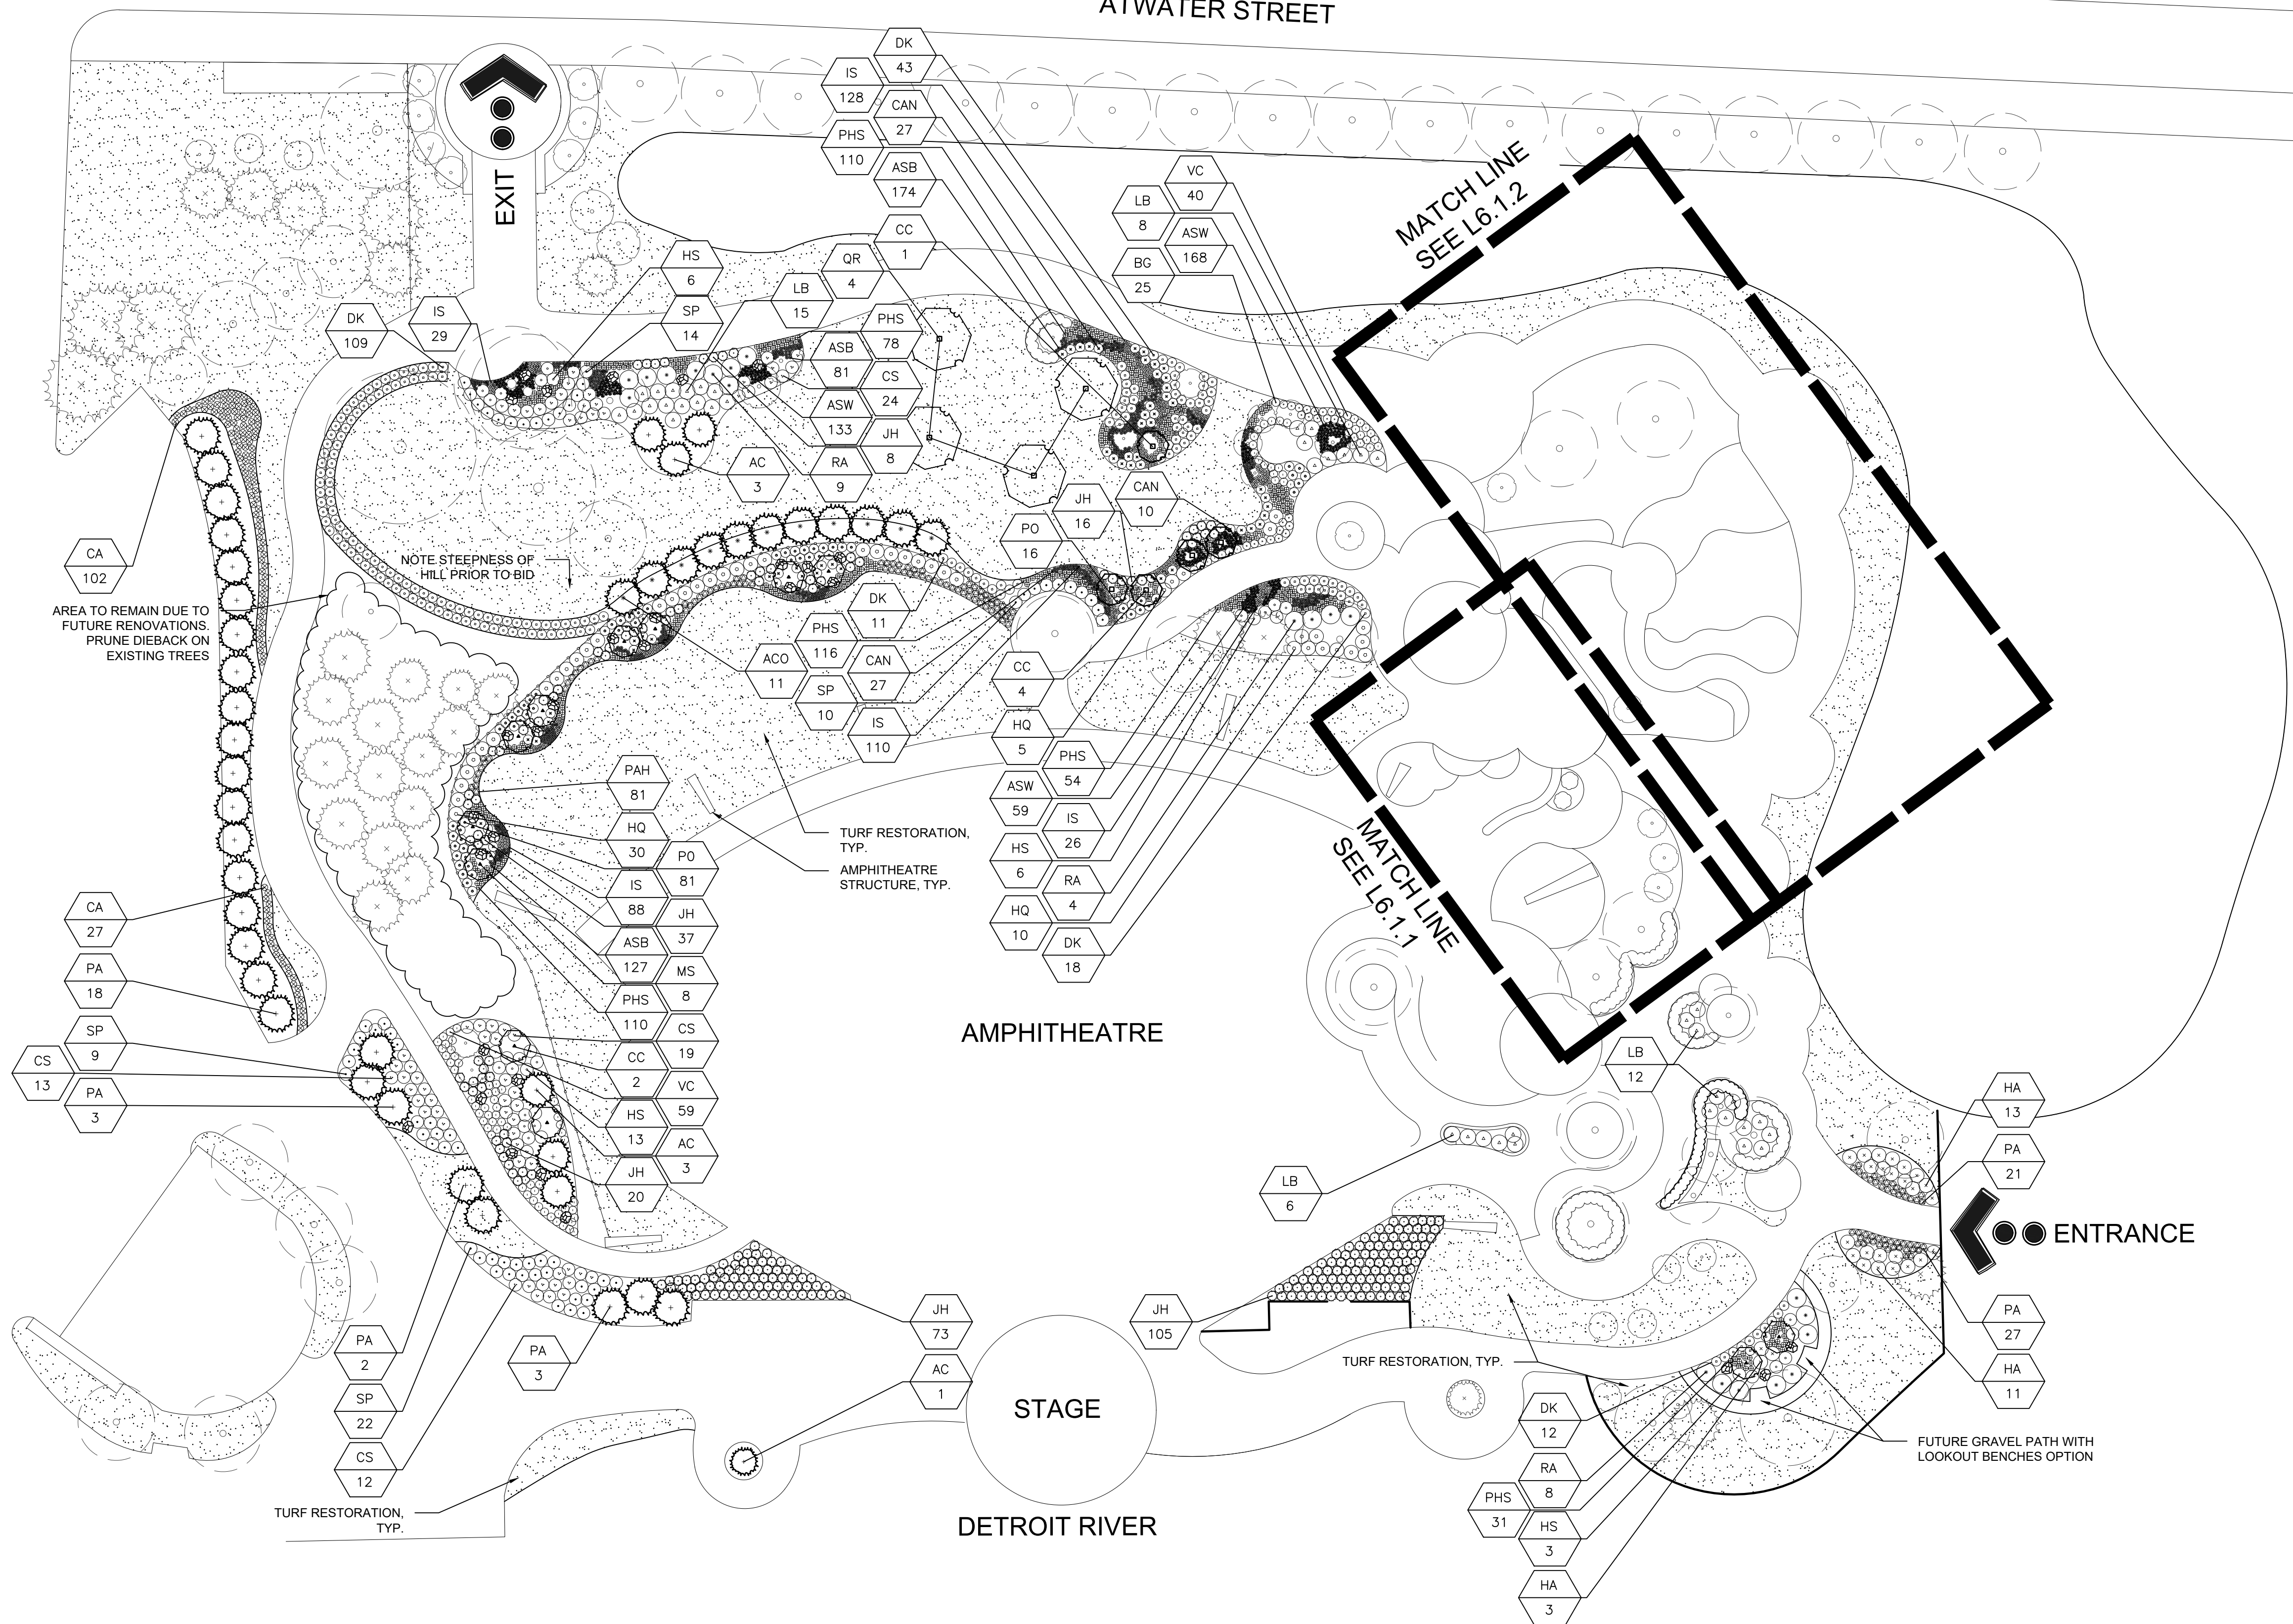 ATWATER STREET
DK
43
IS
128
CAN
27
PHS
110
ASB
174
CC
1
QR
4
VC
40
LB
8
ASW
168
BG
25
MATCH LINE
SEE L6.1.2
EXIT
HS
6
SP
14
LB
15
DK
109
IS
29
PHS
78
ASB
81
CS
24
ASW
133
JH
8
AC
3
RA
9
JH
16
CAN
10
PO
16
CA
102
NOTE STEEPNESS OF
HILL PRIOR TO BID
AREA TO REMAIN DUE TO
FUTURE RENOVATIONS.
PRUNE DIEBACK ON
EXISTING TREES
DK
11
PHS
116
ACO
11
CAN
27
SP
10
IS
110
CC
4
HQ
5
PHS
54
ASW
59
IS
26
HS
6
RA
4
HQ
10
DK
18
PAH
81
HQ
30
PO
81
IS
88
JH
37
ASB
127
MS
8
PHS
110
CS
19
CC
2
VC
59
HS
13
AC
3
JH
20
TURF RESTORATION,
TYP.
AMPHITHEATRE
STRUCTURE, TYP.
MATCH LINE
SEE L6.1.1
CA
27
PA
18
SP
9
CS
13
PA
3
AMPHITHEATRE
LB
12
HA
13
PA
21
LB
6
ENTRANCE
PA
27
HA
11
JH
73
JH
105
AC
1
PA
2
PA
3
SP
22
CS
12
TURF RESTORATION, TYP.
STAGE
DK
12
RA
8
PHS
31
HS
3
HA
3
FUTURE GRAVEL PATH WITH
LOOKOUT BENCHES OPTION
TURF RESTORATION,
TYP.
DETROIT RIVER